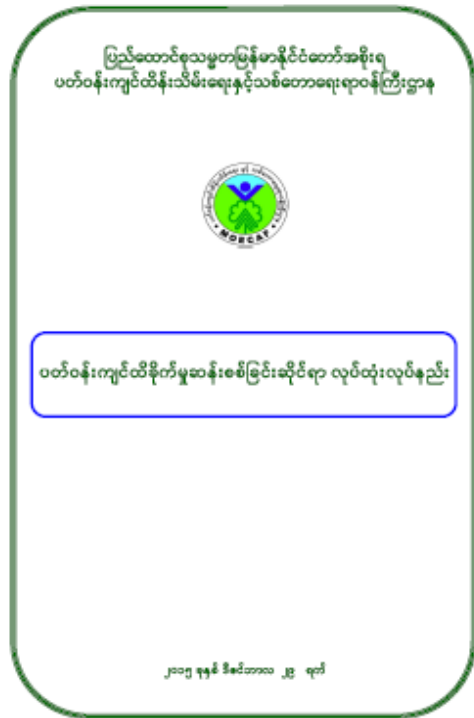 ပြည်ထောင်စုသမ္မတမြန်မာနိုင်ငံတော်အစိုးရ
ပတ်ဝန်းကျင်ထိန်းသိမ်းရေးနှင့်သစ်တောရေးရာဝန်ကြီးဌာန
MOECAF
ပတ်ဝန်းကျင်ထိခိုက်မှုဆန်းစစ်ခြင်းဆိုင်ရာ လုပ်ထုံးလုပ်နည်း
၂၀၁၅ ခုနှစ် ဒီဇင်ဘာလ ၂၉ ရက်